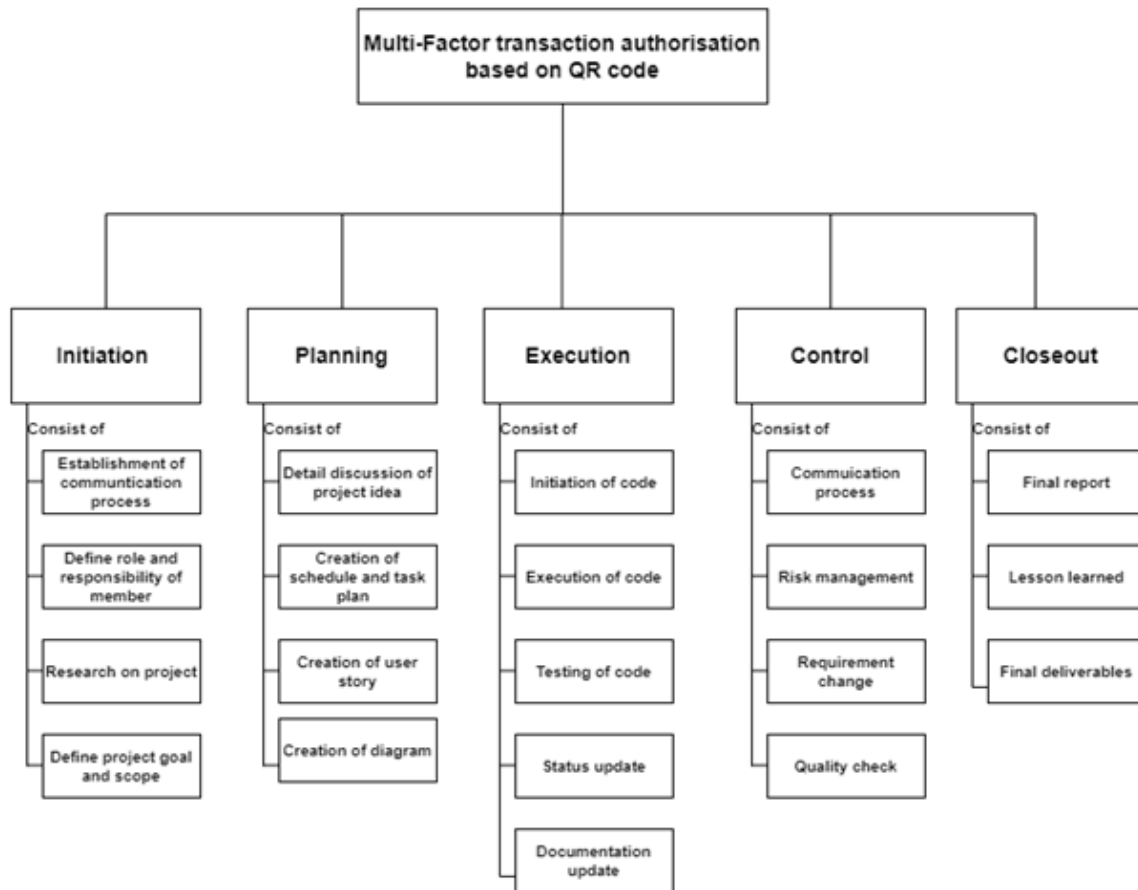 Multi-Factor transaction authorisation
based on QR code
Initiation
Planning
Execution
Control
Closeout
Consist of
Consist of
Consist of
Consist of
Consist of
Establishment of
communtication
process
Detail discussion of
project idea
Initiation of code
Commuication
process
Final report
Define role and
responsibility of
member
Creation of
schedule and task
plan
Execution of code
Risk management
Lesson learned
Research on project
Creation of user
story
Testing of code
Requirement
change
Final deliverables
Define project goal
and scope
Creation of diagram
Status update
Quality check
Documentation
update